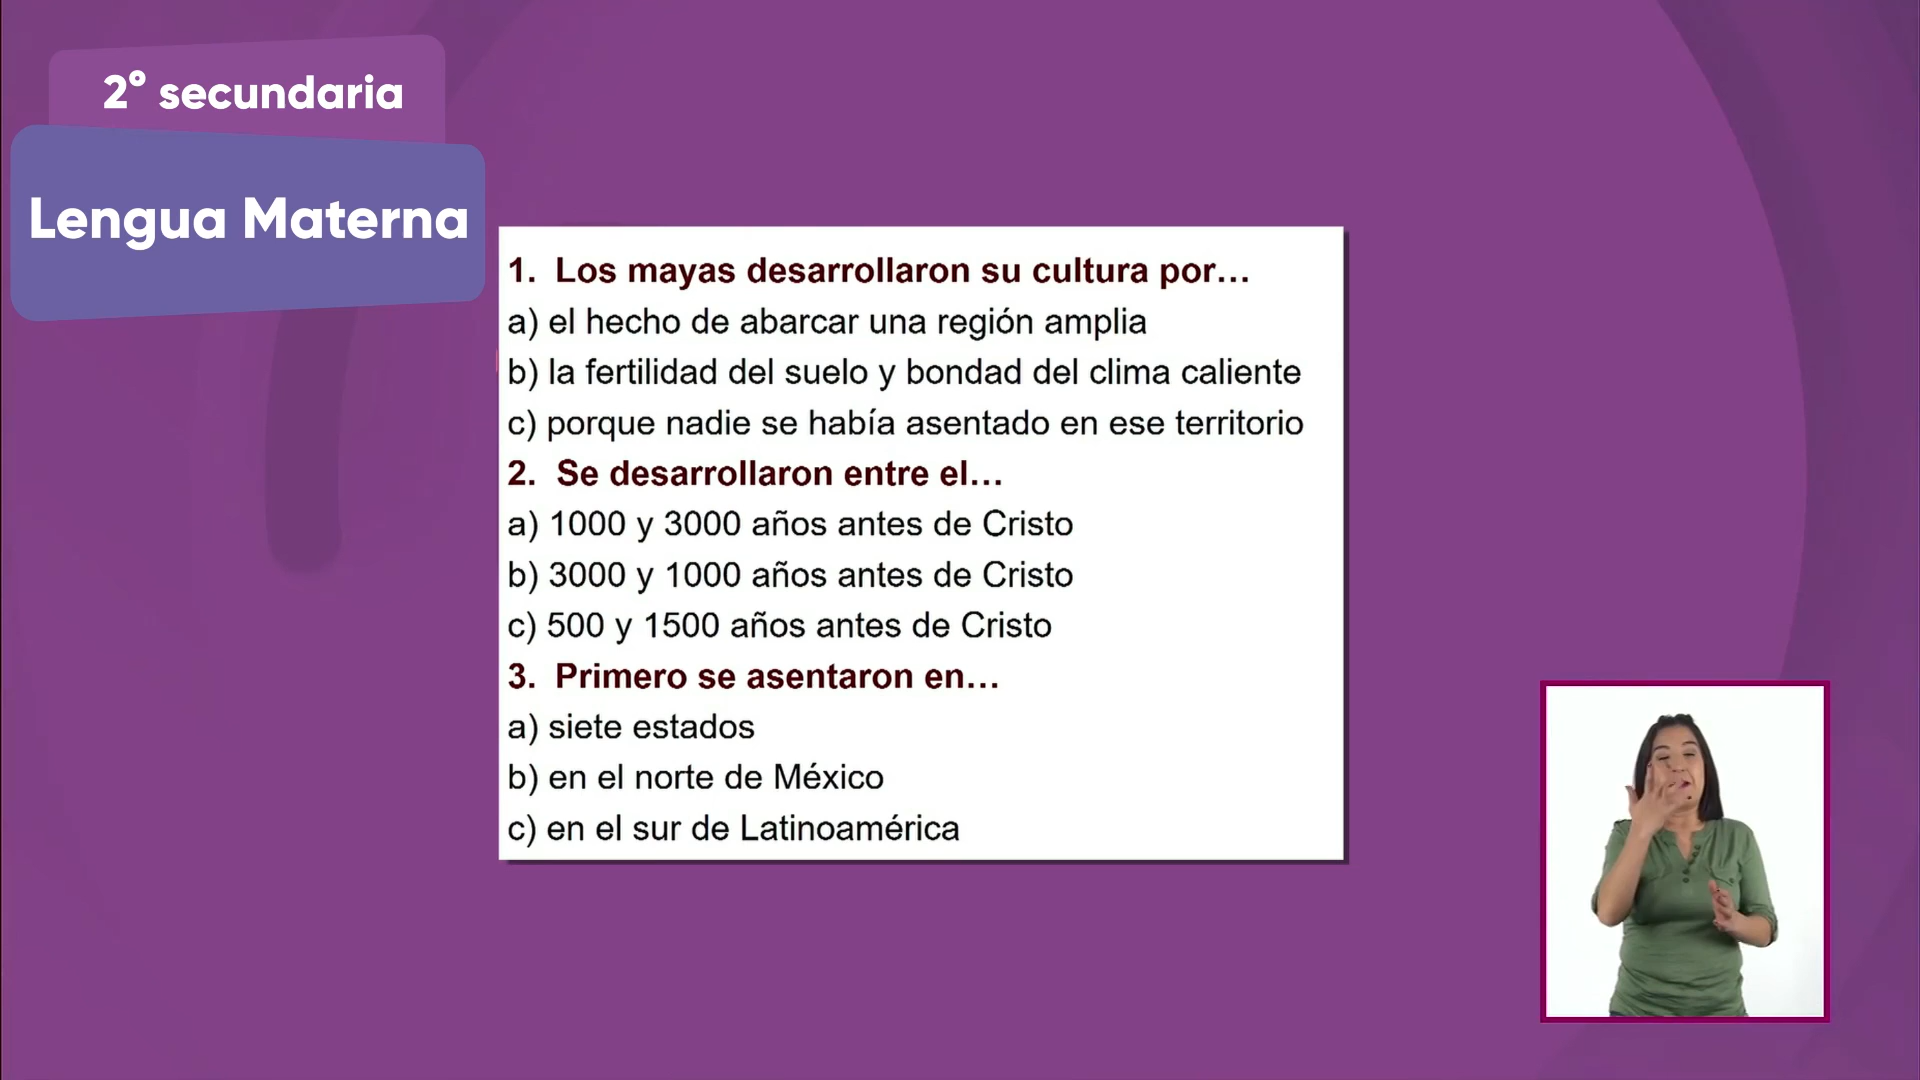 2° secundaria
Lengua Materna
1. Los mayas desarrollaron su cultura por…
a) el hecho de abarcar una región amplia
b) la fertilidad del suelo y bondad del clima caliente
c) porque nadie se había asentado en ese territorio
2. Se desarrollaron entre el…
a) 1000 y 3000 años antes de Cristo
b) 3000 y 1000 años antes de Cristo
c) 500 y 1500 años antes de Cristo
3. Primero se asentaron en…
a) siete estados
b) en el norte de México
c) en el sur de Latinoamérica